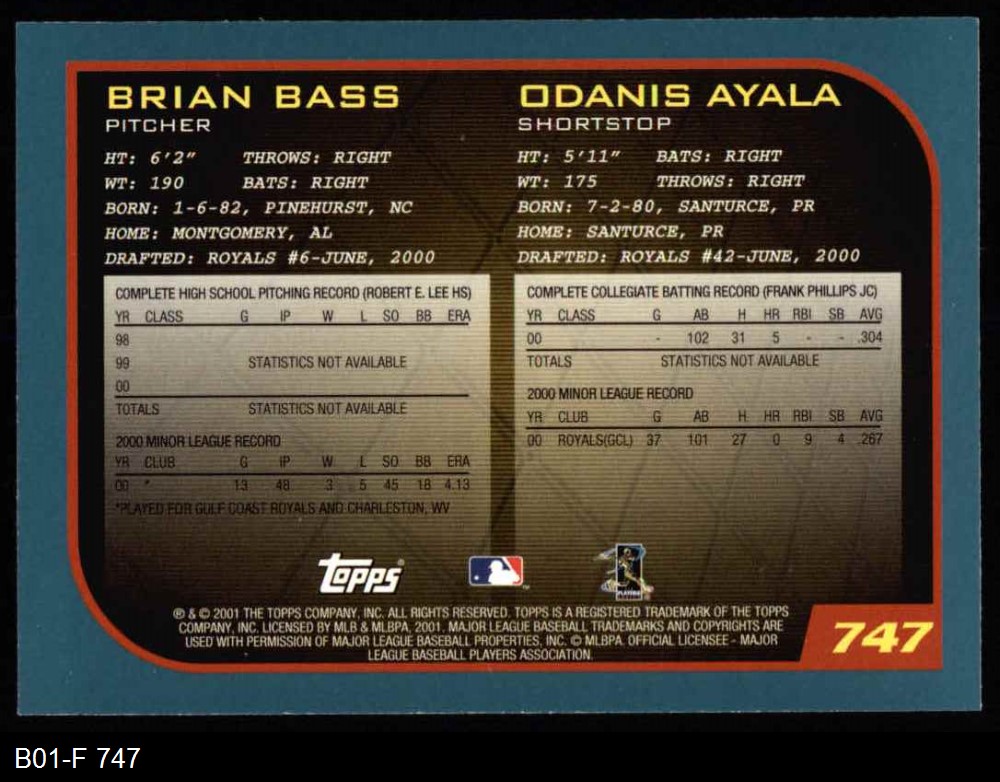 BRIAN BASS
PITCHER
HT: 6'2" THROWS: RIGHT
WT: 190 BATS: RIGHT
BORN: 1-6-82, PINEHURST, NC
HOME: MONTGOMERY, AL
DRAFTED: ROYALS #6-JUNE, 2000
COMPLETE HIGH SCHOOL PITCHING RECORD (ROBERT E. LEE HS)
YR CLASS G IP W L SO BB ERA
98
99 STATISTICS NOT AVAILABLE
00
TOTALS STATISTICS NOT AVAILABLE
2000 MINOR LEAGUE RECORD
YR CLUB G IP W L SO BB ERA
00 * 13 48 3 5 45 18 4.13
*PLAYED FOR GULF COAST ROYALS AND CHARLESTON, WV
ODANIS AYALA
SHORTSTOP
HT: 5'11" BATS: RIGHT
WT: 175 THROWS: RIGHT
BORN: 7-2-80, SANTURCE, PR
HOME: SANTURCE, PR
DRAFTED: ROYALS #42-JUNE, 2000
COMPLETE COLLEGIATE BATTING RECORD (FRANK PHILLIPS JC)
YR CLASS G AB H HR RBI SB AVG
00 - 102 31 5 - - .304
TOTALS STATISTICS NOT AVAILABLE
2000 MINOR LEAGUE RECORD
YR CLUB G AB H HR RBI SB AVG
00 ROYALS(GCL) 37 101 27 0 9 4 .267
Topps®
PLAYERS
® & © 2001 THE TOPPS COMPANY, INC. ALL RIGHTS RESERVED. TOPPS IS A REGISTERED TRADEMARK OF THE TOPPS
COMPANY, INC. LICENSED BY MLB & MLBPA, 2001. MAJOR LEAGUE BASEBALL TRADEMARKS AND COPYRIGHTS ARE
USED WITH PERMISSION OF MAJOR LEAGUE BASEBALL PROPERTIES, INC. © MLBPA. OFFICIAL LICENSEE - MAJOR
LEAGUE BASEBALL PLAYERS ASSOCIATION.
747
B01-F 747